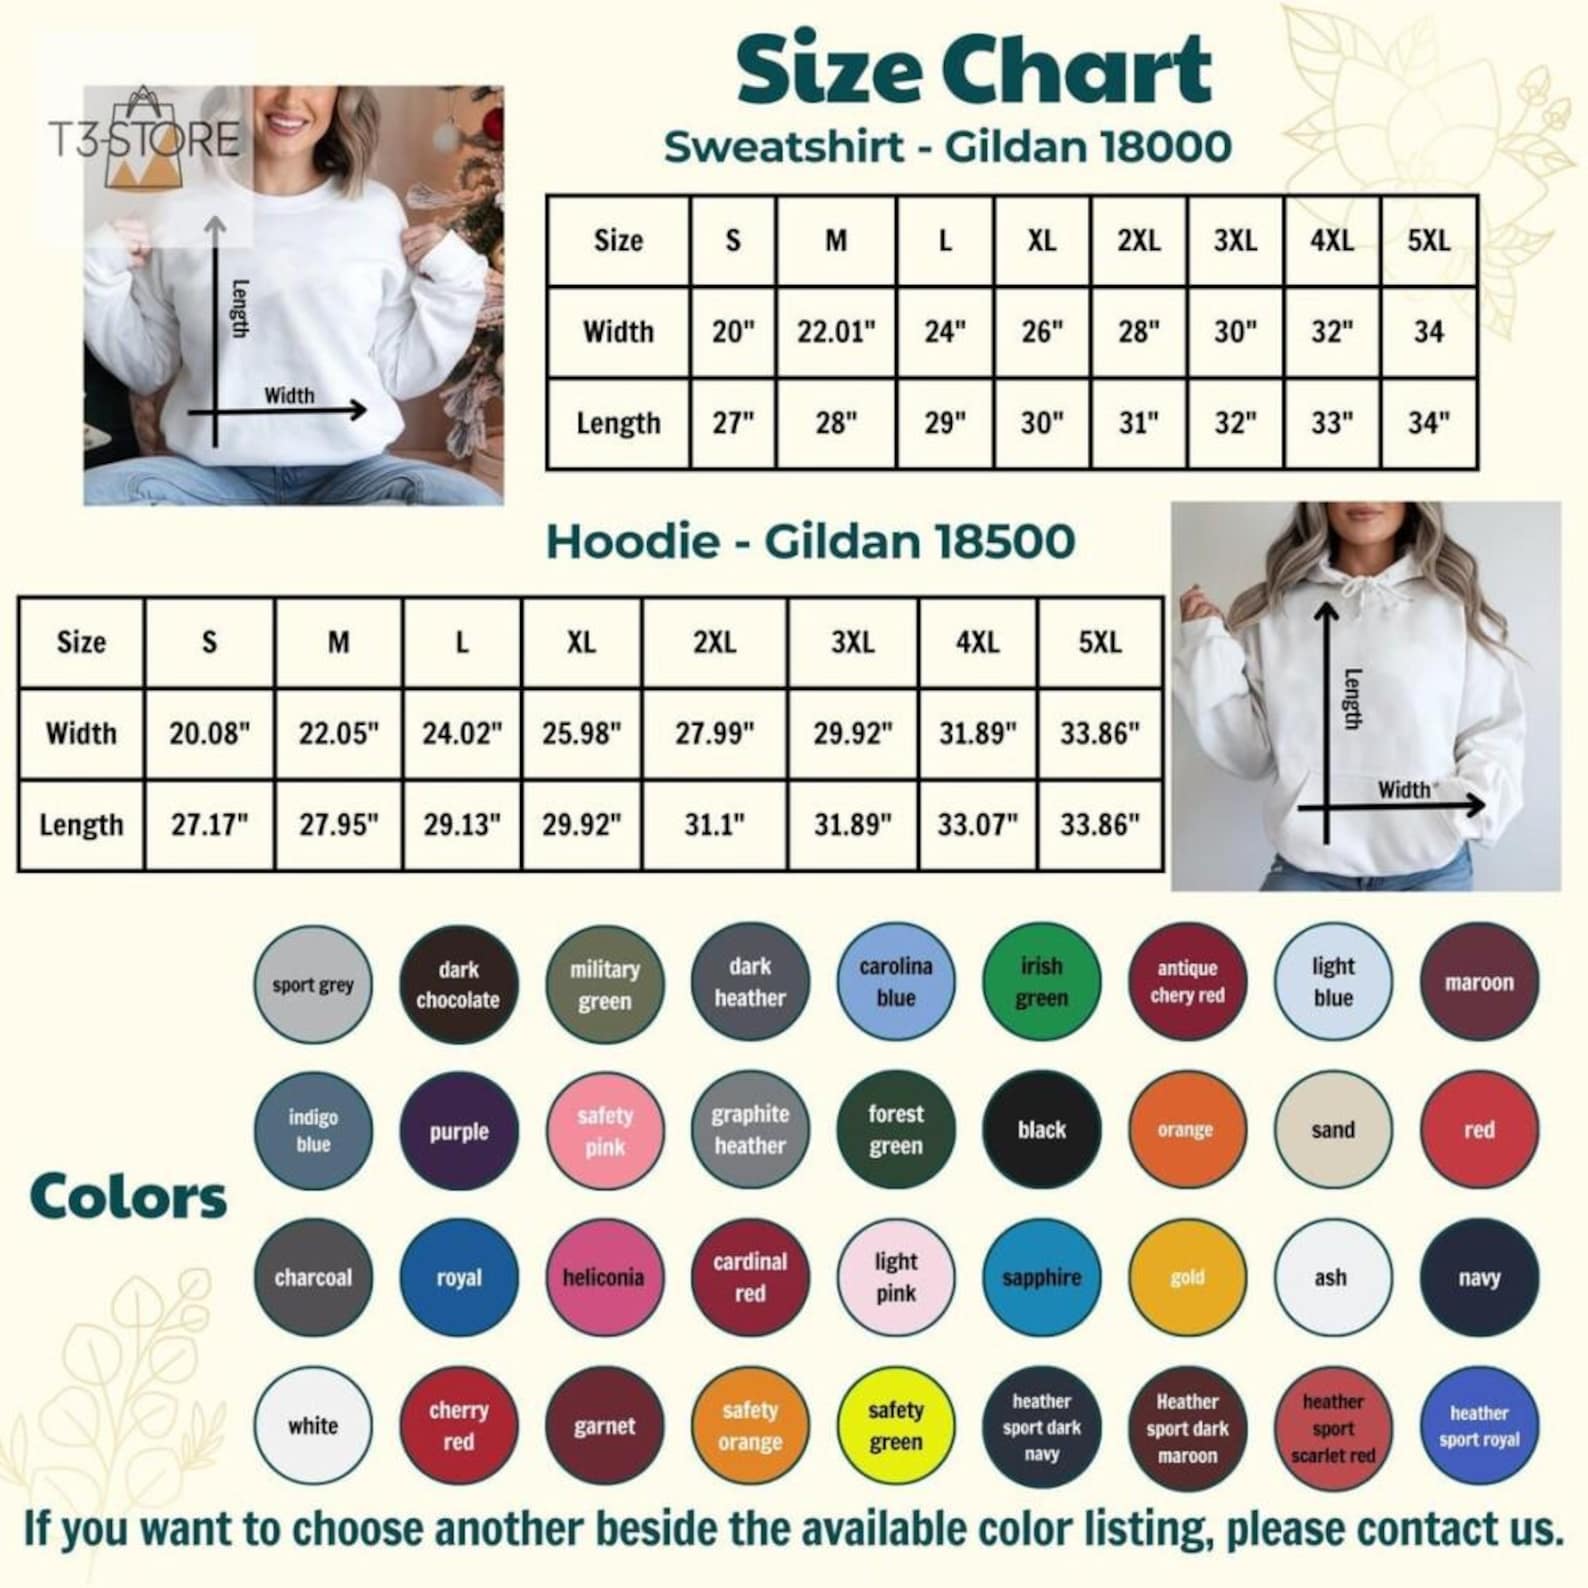 T3-STORE
Size Chart
Sweatshirt - Gildan 18000
Size S M L XL 2XL 3XL 4XL 5XL
Width 20" 22.01" 24" 26" 28" 30" 32" 34
Length 27" 28" 29" 30" 31" 32" 33" 34"
Length
Width
Hoodie - Gildan 18500
Size S M L XL 2XL 3XL 4XL 5XL
Width 20.08" 22.05" 24.02" 25.98" 27.99" 29.92" 31.89" 33.86"
Length 27.17" 27.95" 29.13" 29.92" 31.1" 31.89" 33.07" 33.86"
Length
Width
Colors
sport grey
dark
chocolate
military
green
dark
heather
carolina
blue
irish
green
antique
chery red
light
blue
maroon
indigo
blue
purple
safety
pink
graphite
heather
forest
green
black
orange
sand
red
charcoal
royal
heliconia
cardinal
red
light
pink
sapphire
gold
ash
navy
white
cherry
red
garnet
safety
orange
safety
green
heather
sport dark
navy
Heather
sport dark
maroon
heather
sport
scarlet red
heather
sport royal
If you want to choose another beside the available color listing, please contact us.